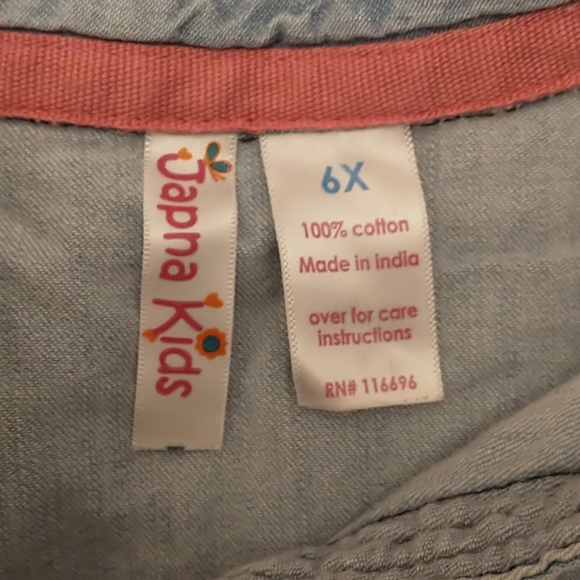 Japna Kids
6X
100% cotton
Made in india
over for care
instructions
RN# 116696